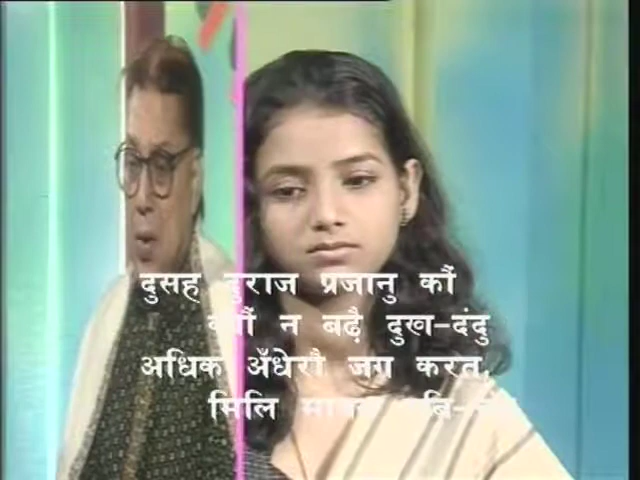 दुसह दुराज प्रजानु कौं
न बढ़ै दुख-दंदु
अधिक अँधेरौ जग करत,
मिलि